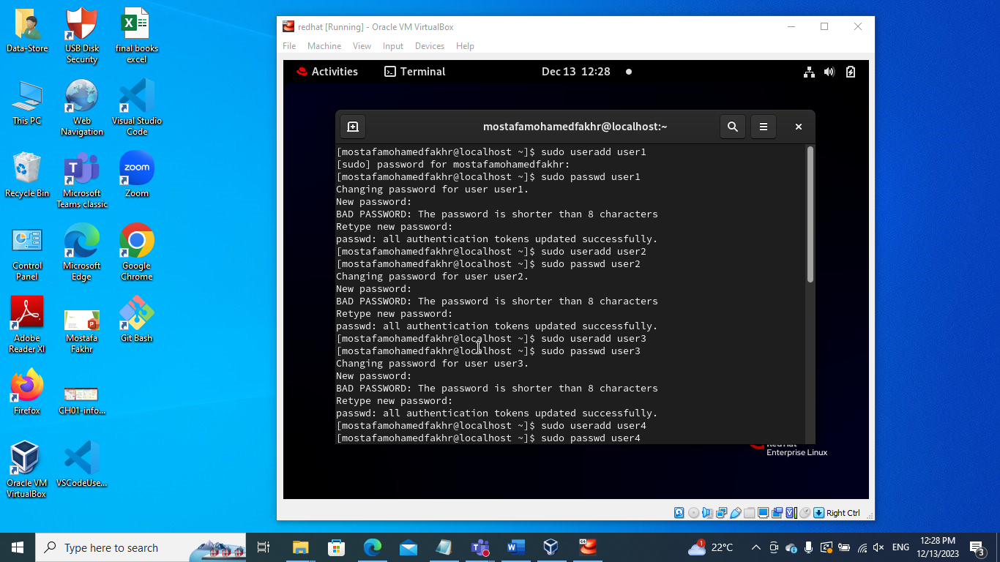 Data-Store
USB Disk
Security
final books
excel
This PC
Web
Navigation
Visual Studio
Code
Recycle Bin
Microsoft
Teams classic
zoom
Zoom
Control
Panel
Microsoft
Edge
Google
Chrome
Adobe
Reader XI
Mostafa
Fakhr
Git Bash
Firefox
CH01-info...
Oracle VM
VirtualBox
VSCodeUse...
redhat [Running] - Oracle VM VirtualBox
File Machine View Input Devices Help
Activities Terminal Dec 13 12:28
mostafamohamedfakhr@localhost:~
[mostafamohamedfakhr@localhost ~]$ sudo useradd user1
[sudo] password for mostafamohamedfakhr:
[mostafamohamedfakhr@localhost ~]$ sudo passwd user1
Changing password for user user1.
New password:
BAD PASSWORD: The password is shorter than 8 characters
Retype new password:
passwd: all authentication tokens updated successfully.
[mostafamohamedfakhr@localhost ~]$ sudo useradd user2
[mostafamohamedfakhr@localhost ~]$ sudo passwd user2
Changing password for user user2.
New password:
BAD PASSWORD: The password is shorter than 8 characters
Retype new password:
passwd: all authentication tokens updated successfully.
[mostafamohamedfakhr@localhost ~]$ sudo useradd user3
[mostafamohamedfakhr@localhost ~]$ sudo passwd user3
Changing password for user user3.
New password:
BAD PASSWORD: The password is shorter than 8 characters
Retype new password:
passwd: all authentication tokens updated successfully.
[mostafamohamedfakhr@localhost ~]$ sudo useradd user4
[mostafamohamedfakhr@localhost ~]$ sudo passwd user4
Red Hat
Enterprise Linux
Right Ctrl
Type here to search
1 22°C ENG 12:28 PM
12/13/2023 3